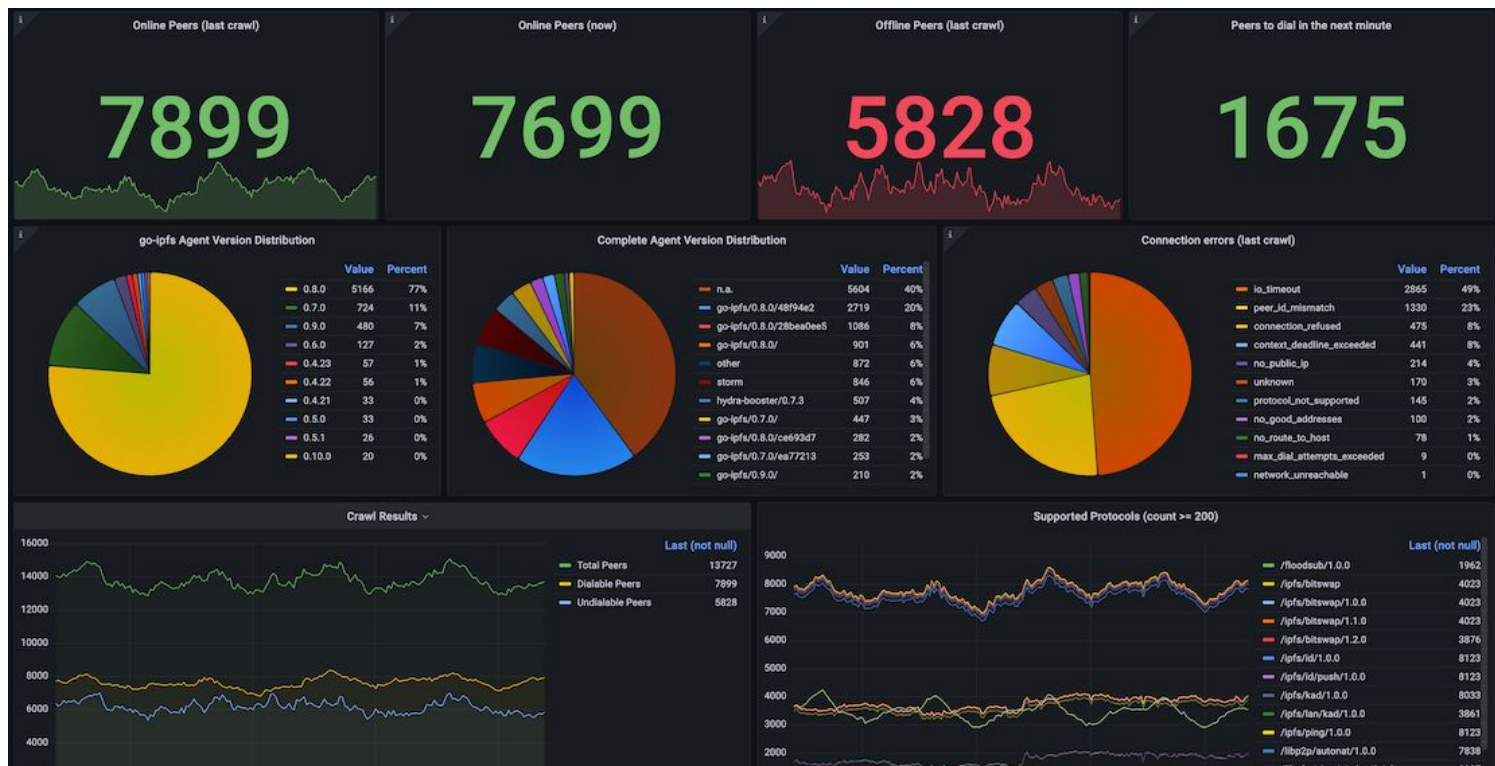 Online Peers (last crawl)
7899
Online Peers (now)
7699
Offline Peers (last crawl)
5828
Peers to dial in the next minute
1675
go-ipfs Agent Version Distribution
Value Percent
0.8.0 5166 77%
0.7.0 724 11%
0.9.0 480 7%
0.6.0 127 2%
0.4.23 57 1%
0.4.22 56 1%
0.4.21 33 0%
0.5.0 33 0%
0.5.1 26 0%
0.10.0 20 0%
Complete Agent Version Distribution
Value Percent
n.a. 5604 40%
go-ipfs/0.8.0/48f94e2 2719 20%
go-ipfs/0.8.0/28bea0ee5 1086 8%
go-ipfs/0.8.0/ 901 6%
other 872 6%
storm 846 6%
hydra-booster/0.7.3 507 4%
go-ipfs/0.7.0/ 447 3%
go-ipfs/0.8.0/ce693d7 282 2%
go-ipfs/0.7.0/ea77213 253 2%
go-ipfs/0.9.0/ 210 2%
Connection errors (last crawl)
Value Percent
io_timeout 2865 49%
peer_id_mismatch 1330 23%
connection_refused 475 8%
context_deadline_exceeded 441 8%
no_public_ip 214 4%
unknown 170 3%
protocol_not_supported 145 2%
no_good_addresses 100 2%
no_route_to_host 78 1%
max_dial_attempts_exceeded 9 0%
network_unreachable 1 0%
Crawl Results
16000
14000
12000
10000
8000
6000
4000
Last (not null)
Total Peers 13727
Dialable Peers 7899
Undialable Peers 5828
Supported Protocols (count >= 200)
9000
8000
7000
6000
5000
4000
3000
2000
Last (not null)
/floodsub/1.0.0 1962
/ipfs/bitswap 4023
/ipfs/bitswap/1.0.0 4023
/ipfs/bitswap/1.1.0 4023
/ipfs/bitswap/1.2.0 3876
/ipfs/id/1.0.0 8123
/ipfs/id/push/1.0.0 8123
/ipfs/kad/1.0.0 8033
/ipfs/lan/kad/1.0.0 3861
/ipfs/ping/1.0.0 8123
/libp2p/autonat/1.0.0 7838